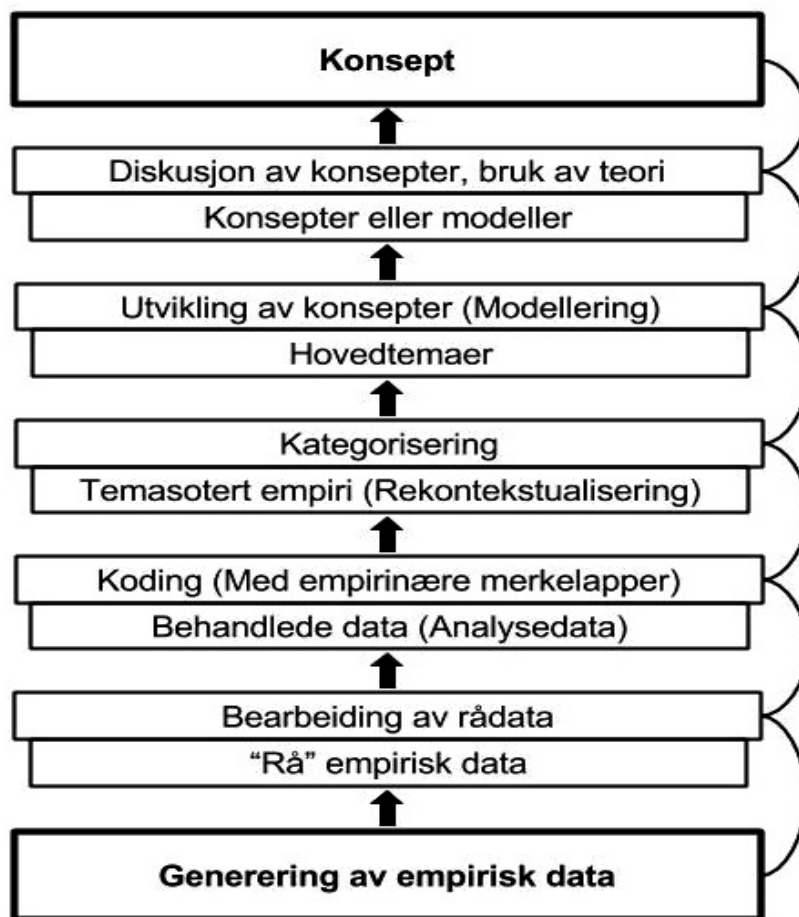 Konsept
Diskusjon av konsepter, bruk av teori
Konsepter eller modeller
Utvikling av konsepter (Modellering)
Hovedtemaer
Kategorisering
Temasotert empiri (Rekontekstualisering)
Koding (Med empirinære merkelapper)
Behandlede data (Analysedata)
Bearbeiding av rådata
“Rå” empirisk data
Generering av empirisk data